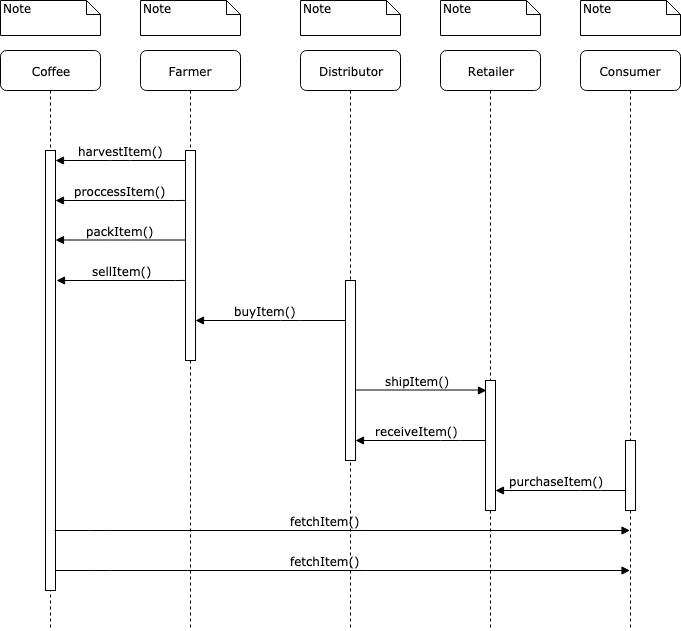 Note
Note
Note
Note
Note
Coffee
Farmer
Distributor
Retailer
Consumer
harvestItem()
proccessItem()
packItem()
sellItem()
buyItem()
shipItem()
receiveItem()
purchaseItem()
fetchItem()
fetchItem()